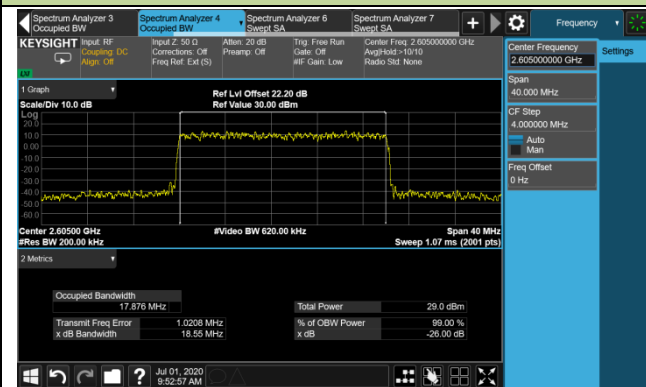 Spectrum Analyzer 3
Occupied BW
Spectrum Analyzer 4
Occupied BW
Spectrum Analyzer 6
Swept SA
Spectrum Analyzer 7
Swept SA
+
Frequency
KEYSIGHT
Input: RF
Coupling: DC
Align: Off
Input Z: 50 Ω
Corrections: Off
Freq Ref: Ext (S)
Atten: 20 dB
Preamp: Off
Trig: Free Run
Gate: Off
#IF Gain: Low
Center Freq: 2.605000000 GHz
Avg|Hold:>10/10
Radio Std: None
Center Frequency
2.605000000 GHz
Settings
Span
40.000 MHz
CF Step
4.000000 MHz
Auto
Man
Freq Offset
0 Hz
1 Graph
Scale/Div 10.0 dB
Ref Lvl Offset 22.20 dB
Ref Value 30.00 dBm
Log
20.0
10.0
0.00
-10.0
-20.0
-30.0
-40.0
-50.0
-60.0
Center 2.60500 GHz
#Video BW 620.00 kHz
Span 40 MHz
#Res BW 200.00 kHz
Sweep 1.07 ms (2001 pts)
2 Metrics
Occupied Bandwidth
17.876 MHz
Total Power 29.0 dBm
Transmit Freq Error 1.0208 MHz
% of OBW Power 99.00 %
x dB Bandwidth 18.55 MHz
x dB -26.00 dB
?
Jul 01, 2020
9:52:57 AM